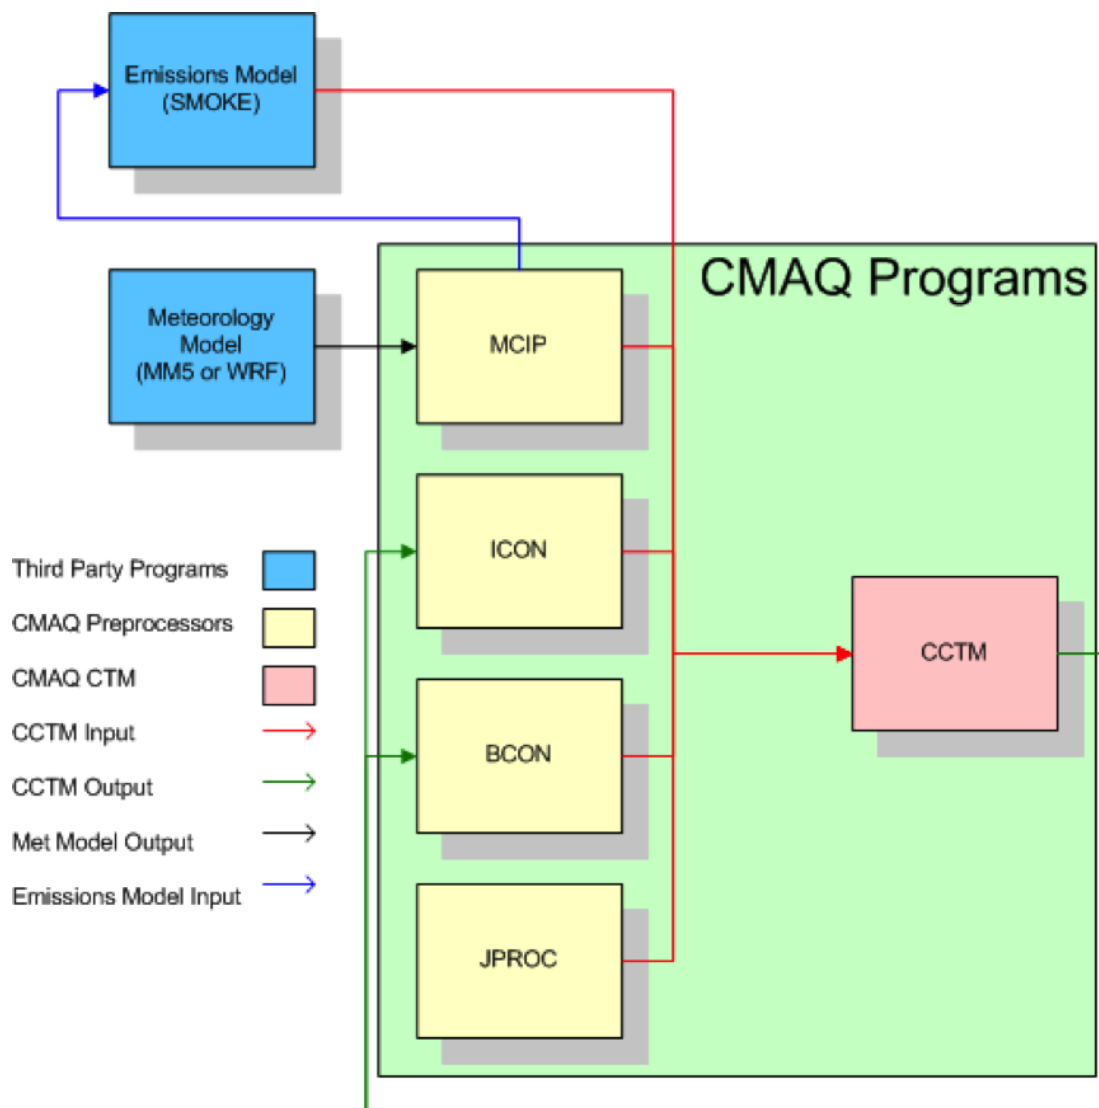 Emissions Model
(SMOKE)
CMAQ Programs
Meteorology
Model
(MM5 or WRF)
MCIP
ICON
Third Party Programs
CMAQ Preprocessors
CMAQ CTM
CCTM
CCTM Input
BCON
CCTM Output
Met Model Output
Emissions Model Input
JPROC